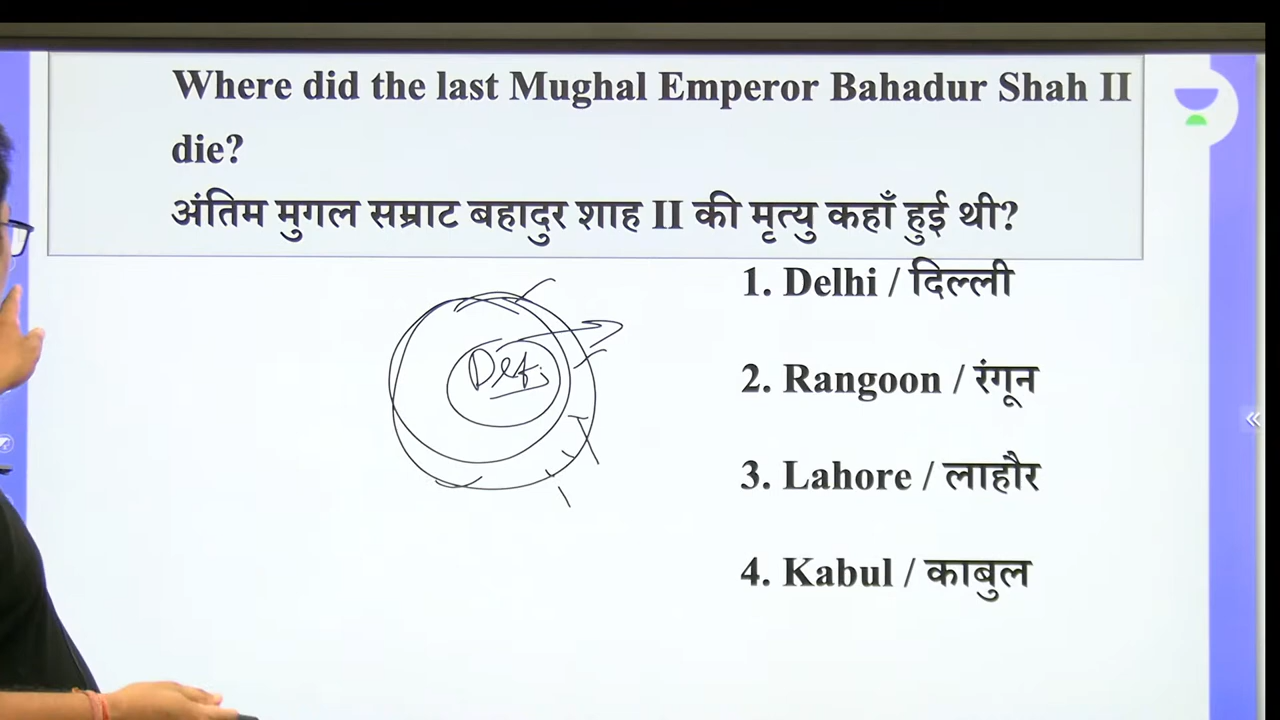 Where did the last Mughal Emperor Bahadur Shah II
die?
अंतिम मुगल सम्राट बहादुर शाह II की मृत्यु कहाँ हुई थी?
1. Delhi / दिल्ली
2. Rangoon / रंगून
3. Lahore / लाहौर
4. Kabul / काबुल